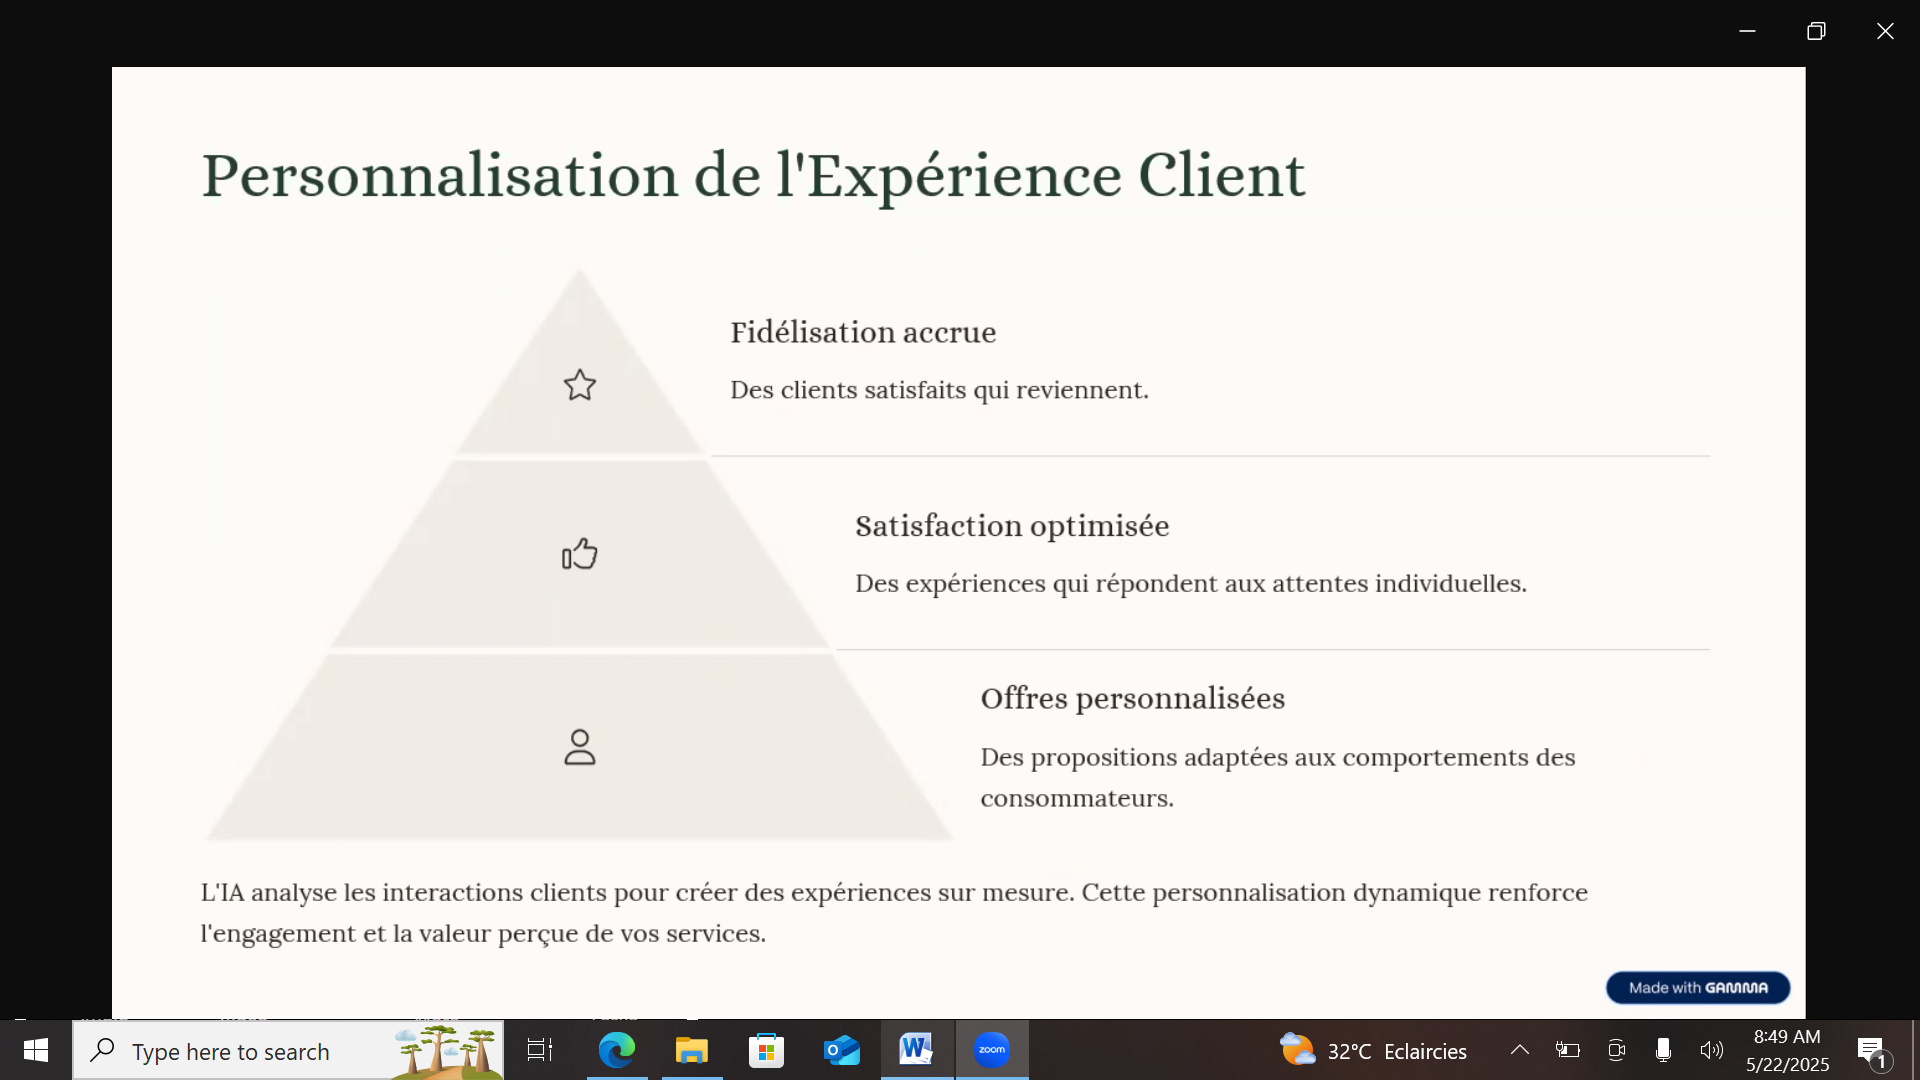 Personnalisation de l'Expérience Client
Fidélisation accrue
Des clients satisfaits qui reviennent.
Satisfaction optimisée
Des expériences qui répondent aux attentes individuelles.
Offres personnalisées
Des propositions adaptées aux comportements des
consommateurs.
L'IA analyse les interactions clients pour créer des expériences sur mesure. Cette personnalisation dynamique renforce
l'engagement et la valeur perçue de vos services.
Made with GAMMA
Type here to search
zoom
32°C Eclaircies
8:49 AM
5/22/2025
1